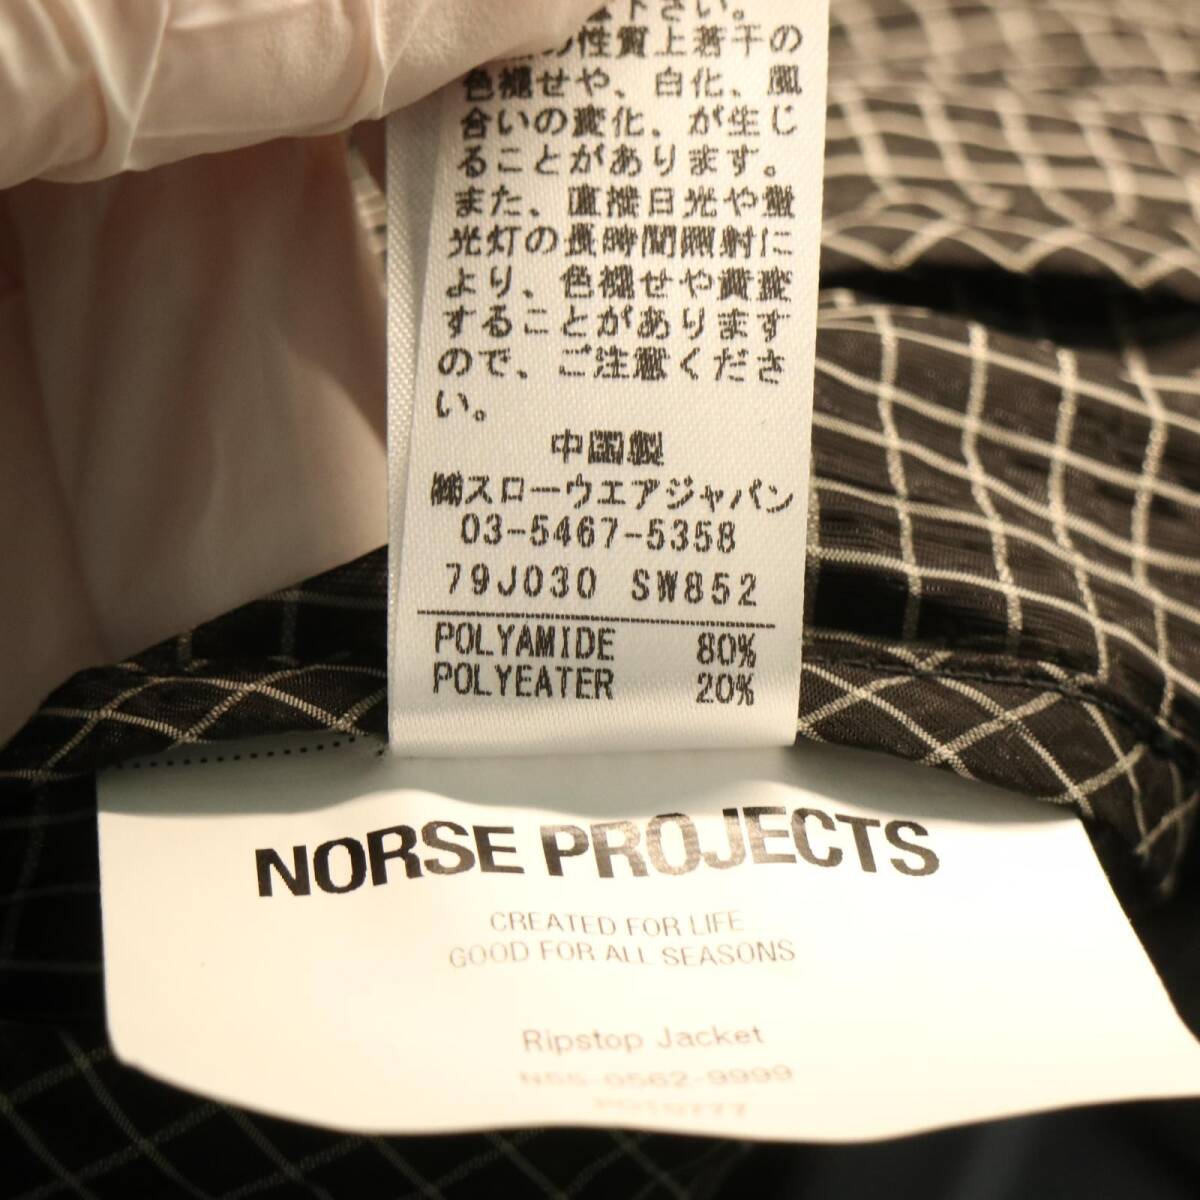 下さい。
の性質上若干の
色褪せや、白化、風
合いの変化、が生じ
ることがあります。
また、直接日光や蛍
光灯の長時間照射に
より、色褪せや黄変
することがあります
ので、ご注意くださ
い。
中国製
㈱スローウエアジャパン
03-5467-5358
79J030 SW852
POLYAMIDE 80%
POLYEATER 20%
NORSE PROJECTS
CREATED FOR LIFE
GOOD FOR ALL SEASONS
Ripstop Jacket
N55-0562-9999